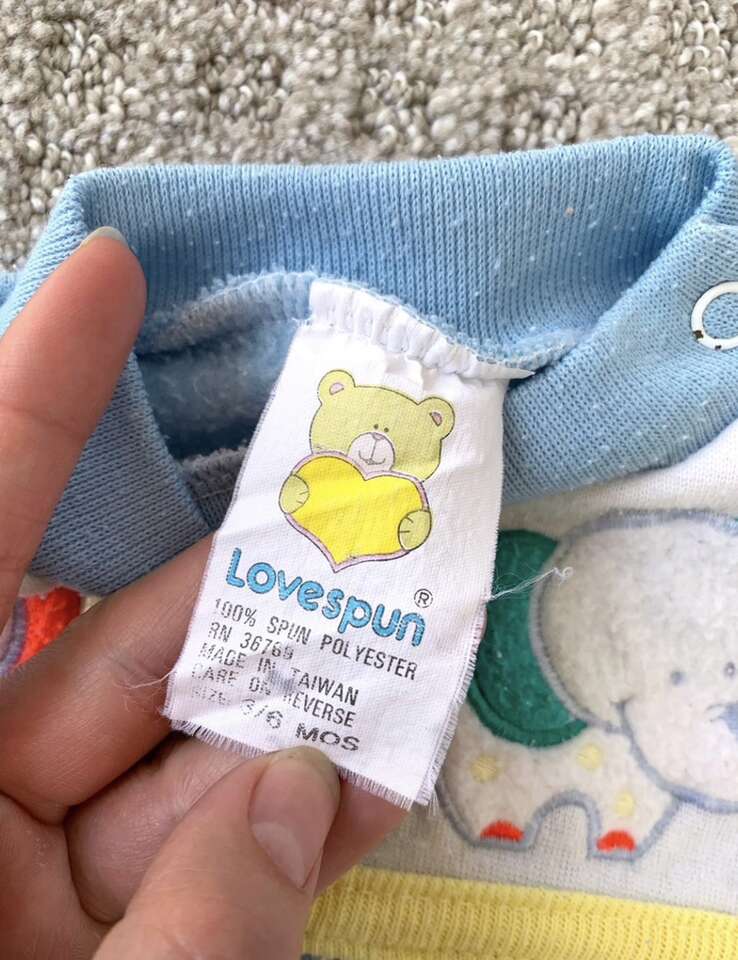 Lovespun®
100% SPUN POLYESTER
RN 36769
MADE IN TAIWAN
CARE ON REVERSE
SIZE 3/6 MOS